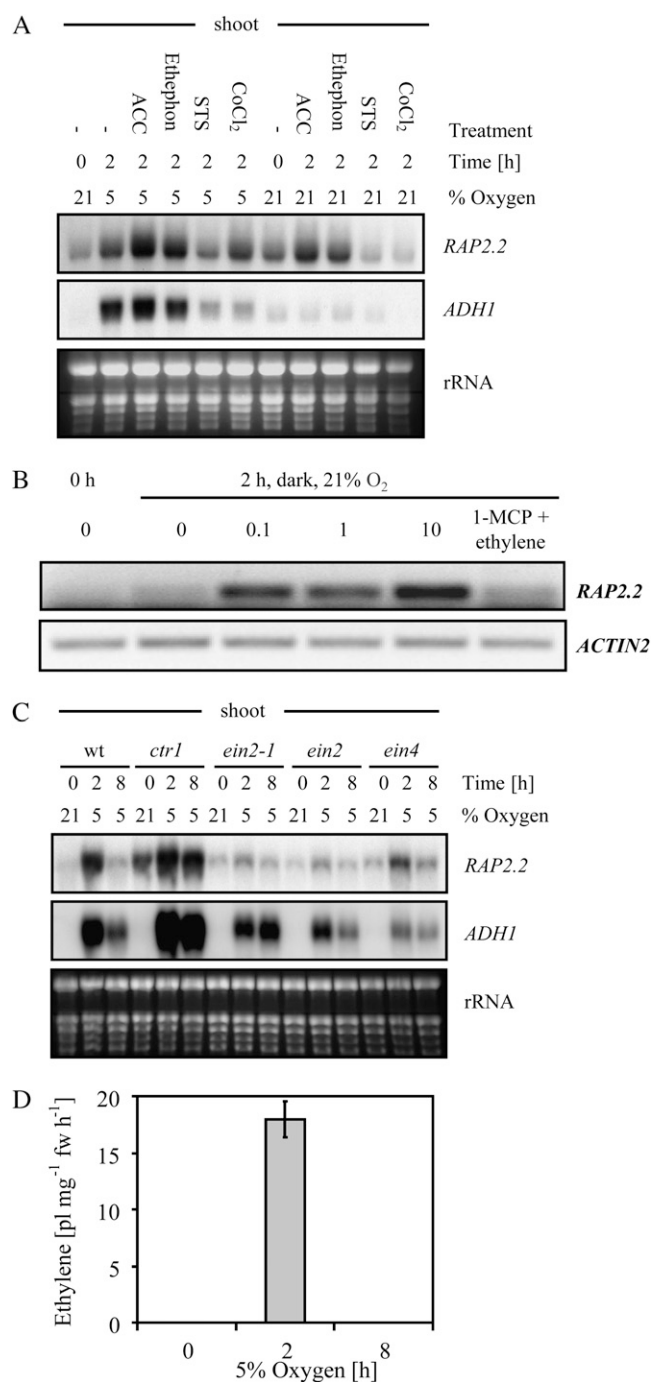 A
shoot
- - ACC Ethephon STS CoCl₂ - ACC Ethephon STS CoCl₂ Treatment
0 2 2 2 2 2 0 2 2 2 2 Time [h]
21 5 5 5 5 5 21 21 21 21 21 % Oxygen
RAP2.2
ADH1
rRNA
B
0 h 2 h, dark, 21% O₂
0 0 0.1 1 10 1-MCP +
ethylene
RAP2.2
ACTIN2
C
shoot
wt ctr1 ein2-1 ein2 ein4
0 2 8 0 2 8 0 2 8 0 2 8 0 2 8 Time [h]
21 5 5 21 5 5 21 5 5 21 5 5 21 5 5 % Oxygen
RAP2.2
ADH1
rRNA
D
Ethylene [pl mg⁻¹ fw h⁻¹]
20
15
10
5
0
0 2 8
5% Oxygen [h]